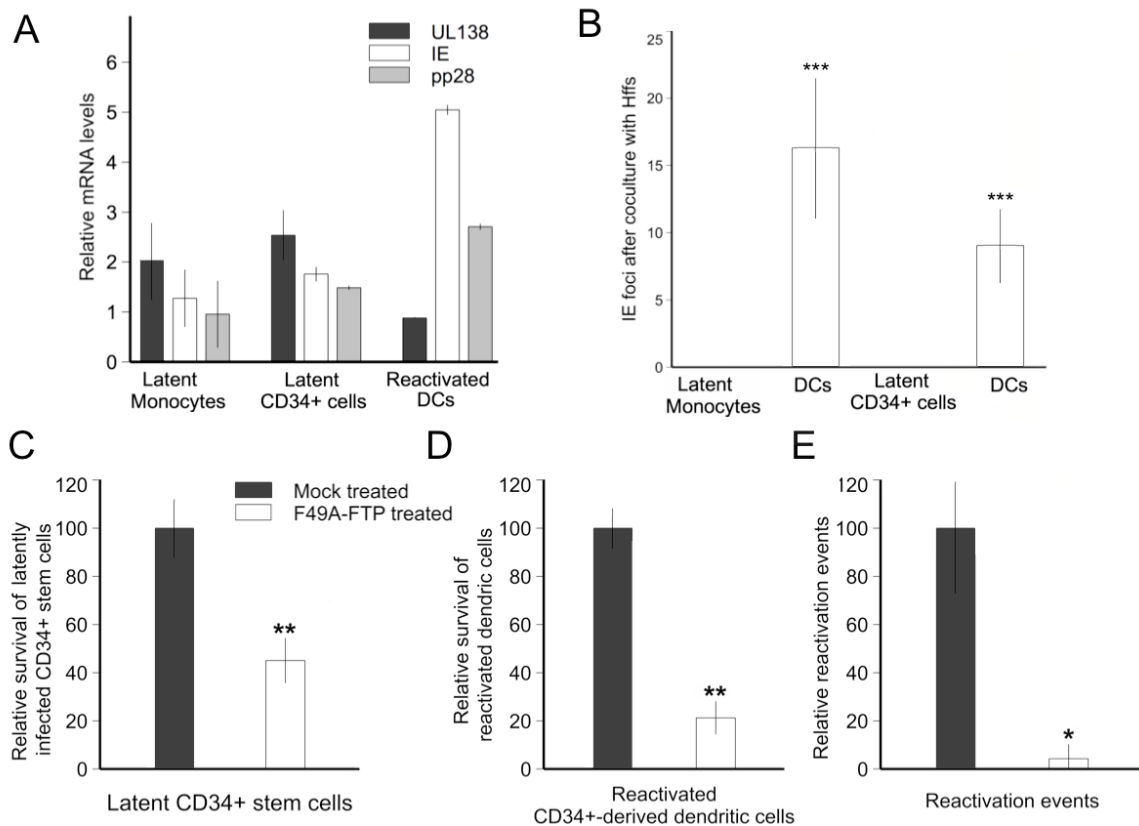 A
UL138
IE
pp28
Relative mRNA levels
6
5
4
3
2
1
0
Latent
Monocytes
Latent
CD34+ cells
Reactivated
DCs
B
IE foci after coculture with Hffs
25
20
15
10
5
0
***
***
Latent
Monocytes
DCs
Latent
CD34+ cells
DCs
C
Mock treated
F49A-FTP treated
Relative survival of latently
infected CD34+ stem cells
120
100
80
60
40
20
0
**
Latent CD34+ stem cells
D
Relative survival of
reactivated dendric cells
120
100
80
60
40
20
0
**
Reactivated
CD34+-derived dendritic cells
E
Relative reactivation events
120
100
80
60
40
20
0
*
Reactivation events